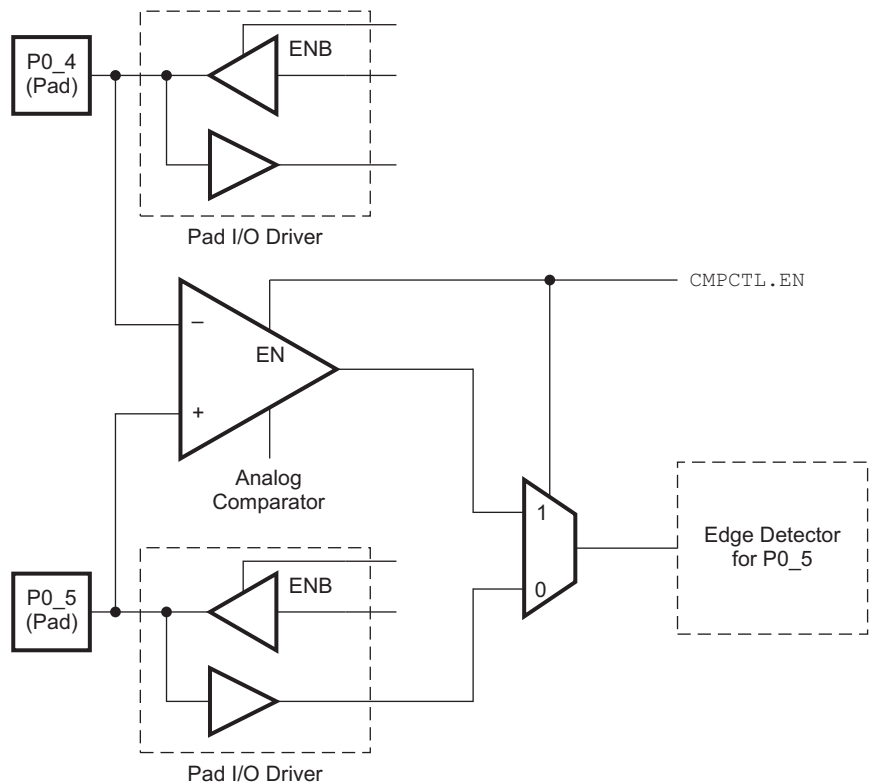 P0_4
(Pad)
ENB
Pad I/O Driver
CMPCTL.EN
–
EN
+
Analog
Comparator
1
0
Edge Detector
for P0_5
P0_5
(Pad)
ENB
Pad I/O Driver